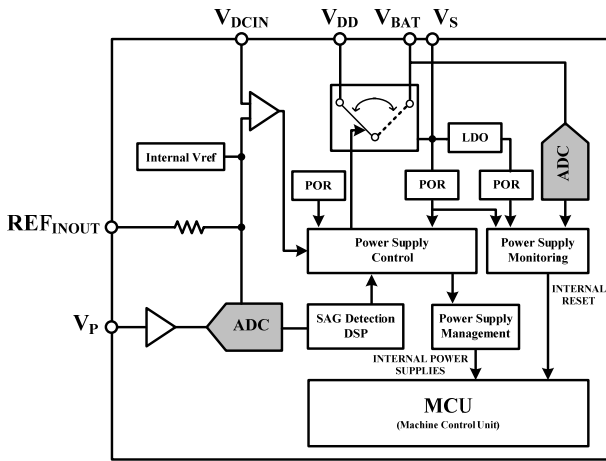 VDCIN VDD VBAT VS
LDO
Internal Vref
ADC
POR POR POR
REFINOUT
Power Supply
Control
Power Supply
Monitoring
INTERNAL
RESET
VP
ADC
SAG Detection
DSP
Power Supply
Management
INTERNAL POWER
SUPPLIES
MCU
(Machine Control Unit)